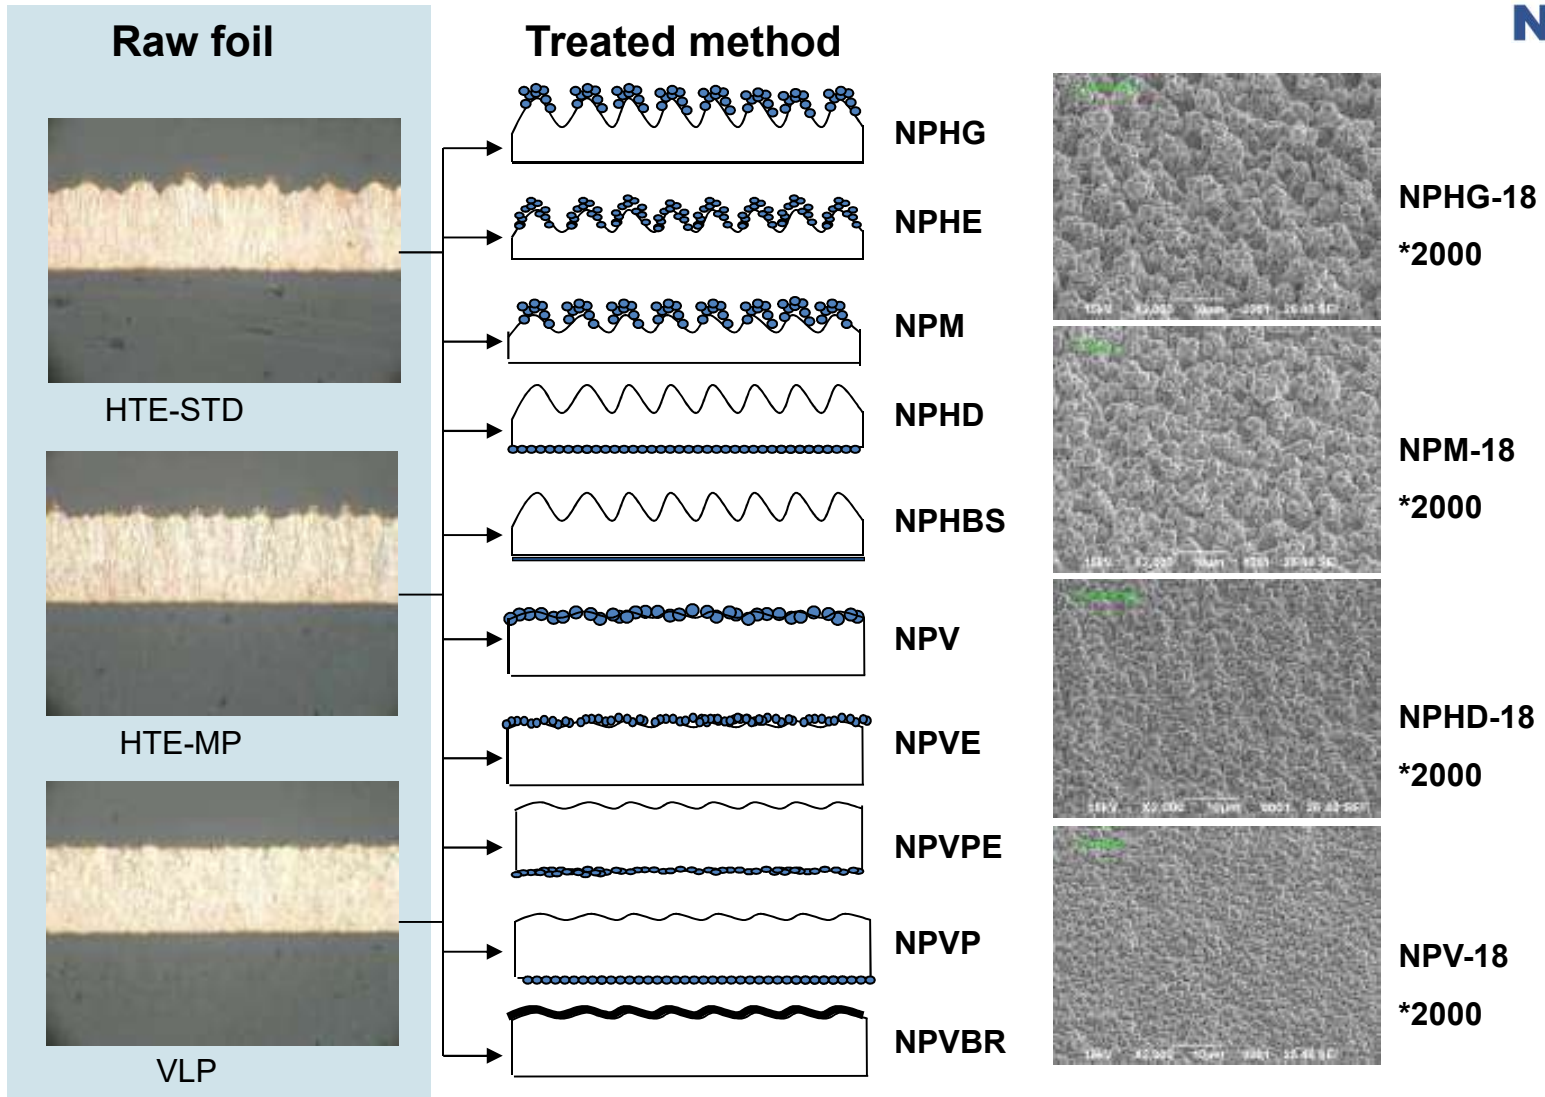 Raw foil
Treated method
N
HTE-STD
HTE-MP
VLP
NPHG
NPHE
NPM
NPHD
NPHBS
NPV
NPVE
NPVPE
NPVP
NPVBR
NPHG-18
*2000
NPM-18
*2000
NPHD-18
*2000
NPV-18
*2000